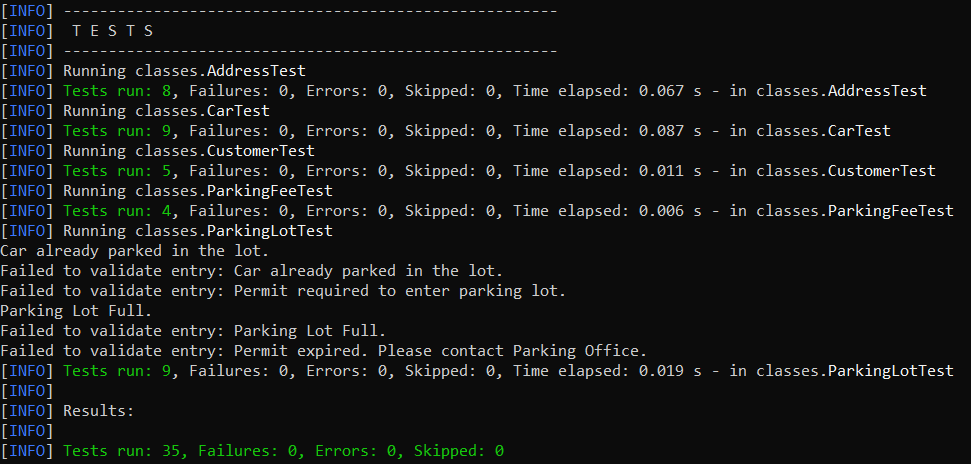 [INFO] -------------------------------------------------------
[INFO]  T E S T S
[INFO] -------------------------------------------------------
[INFO] Running classes.AddressTest
[INFO] Tests run: 8, Failures: 0, Errors: 0, Skipped: 0, Time elapsed: 0.067 s - in classes.AddressTest
[INFO] Running classes.CarTest
[INFO] Tests run: 9, Failures: 0, Errors: 0, Skipped: 0, Time elapsed: 0.087 s - in classes.CarTest
[INFO] Running classes.CustomerTest
[INFO] Tests run: 5, Failures: 0, Errors: 0, Skipped: 0, Time elapsed: 0.011 s - in classes.CustomerTest
[INFO] Running classes.ParkingFeeTest
[INFO] Tests run: 4, Failures: 0, Errors: 0, Skipped: 0, Time elapsed: 0.006 s - in classes.ParkingFeeTest
[INFO] Running classes.ParkingLotTest
Car already parked in the lot.
Failed to validate entry: Car already parked in the lot.
Failed to validate entry: Permit required to enter parking lot.
Parking Lot Full.
Failed to validate entry: Parking Lot Full.
Failed to validate entry: Permit expired. Please contact Parking Office.
[INFO] Tests run: 9, Failures: 0, Errors: 0, Skipped: 0, Time elapsed: 0.019 s - in classes.ParkingLotTest
[INFO]
[INFO] Results:
[INFO]
[INFO] Tests run: 35, Failures: 0, Errors: 0, Skipped: 0